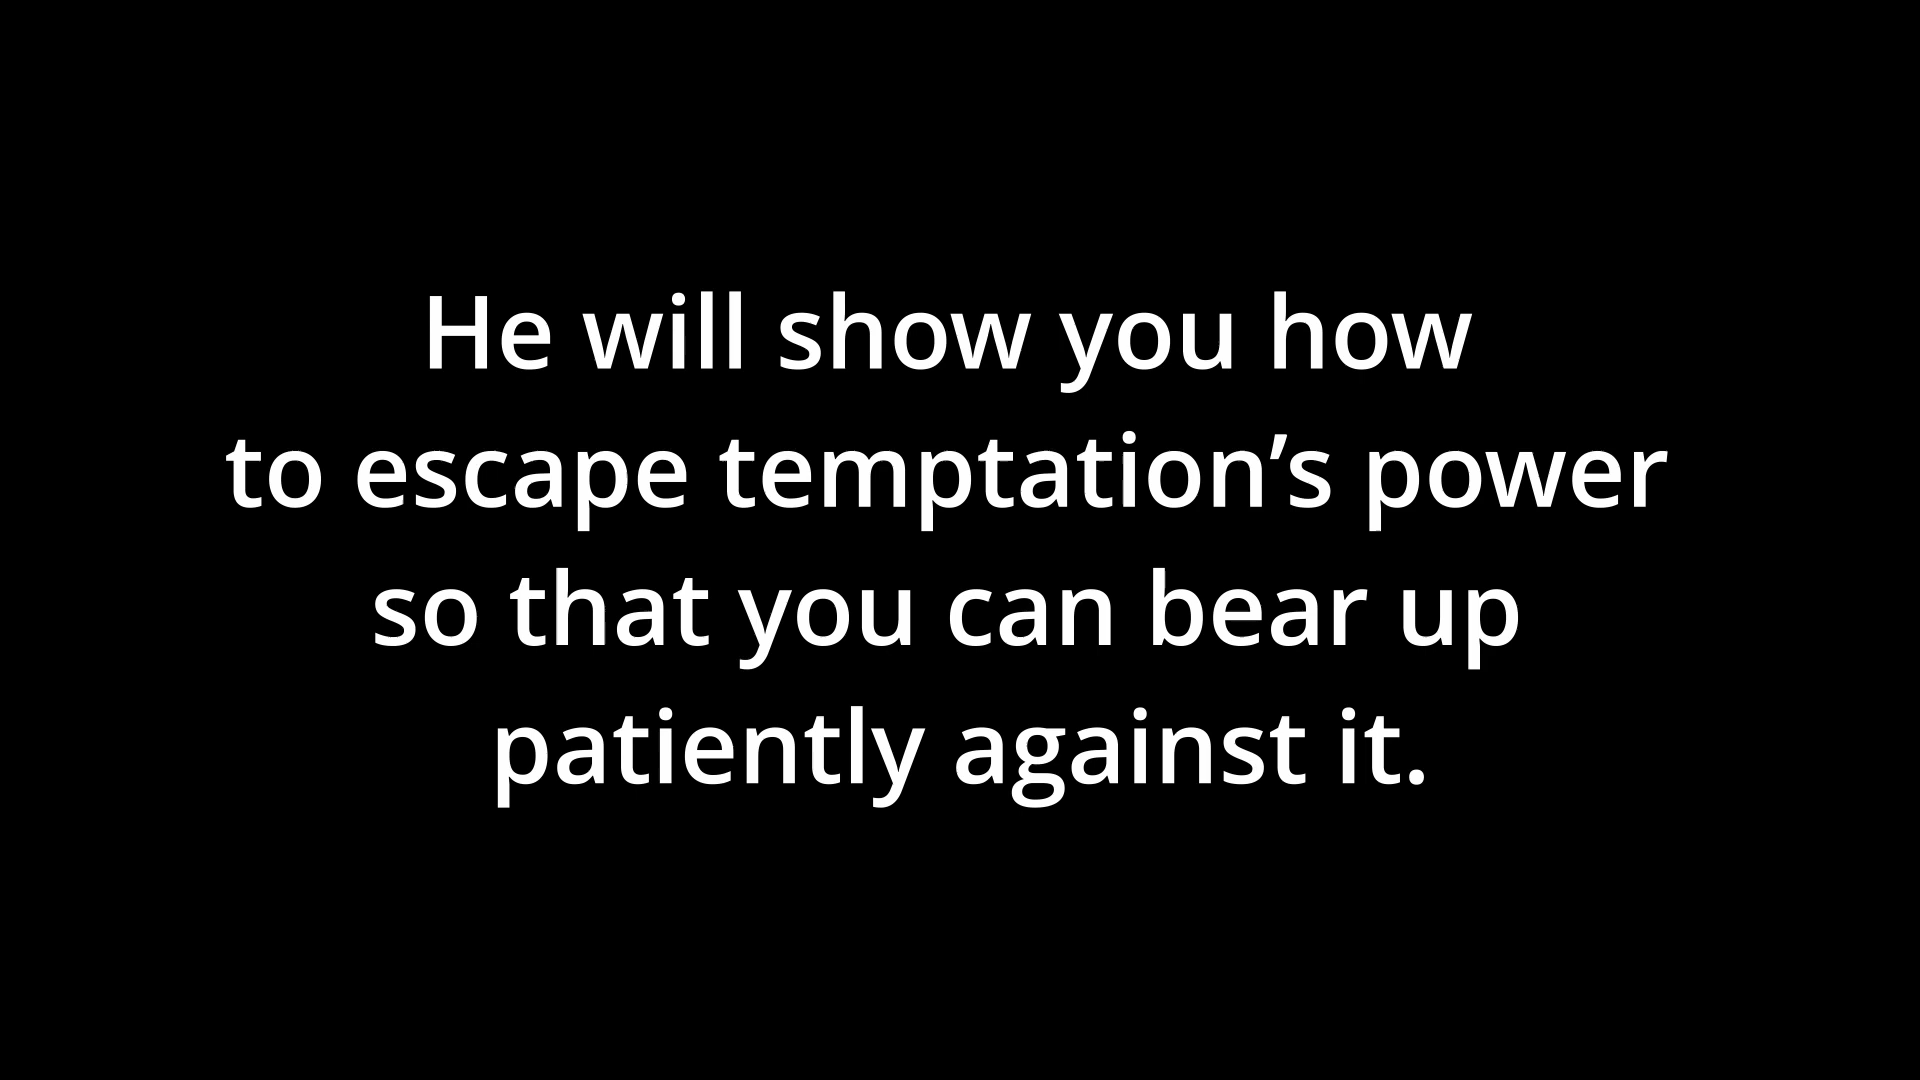 He will show you how
to escape temptation’s power
so that you can bear up
patiently against it.